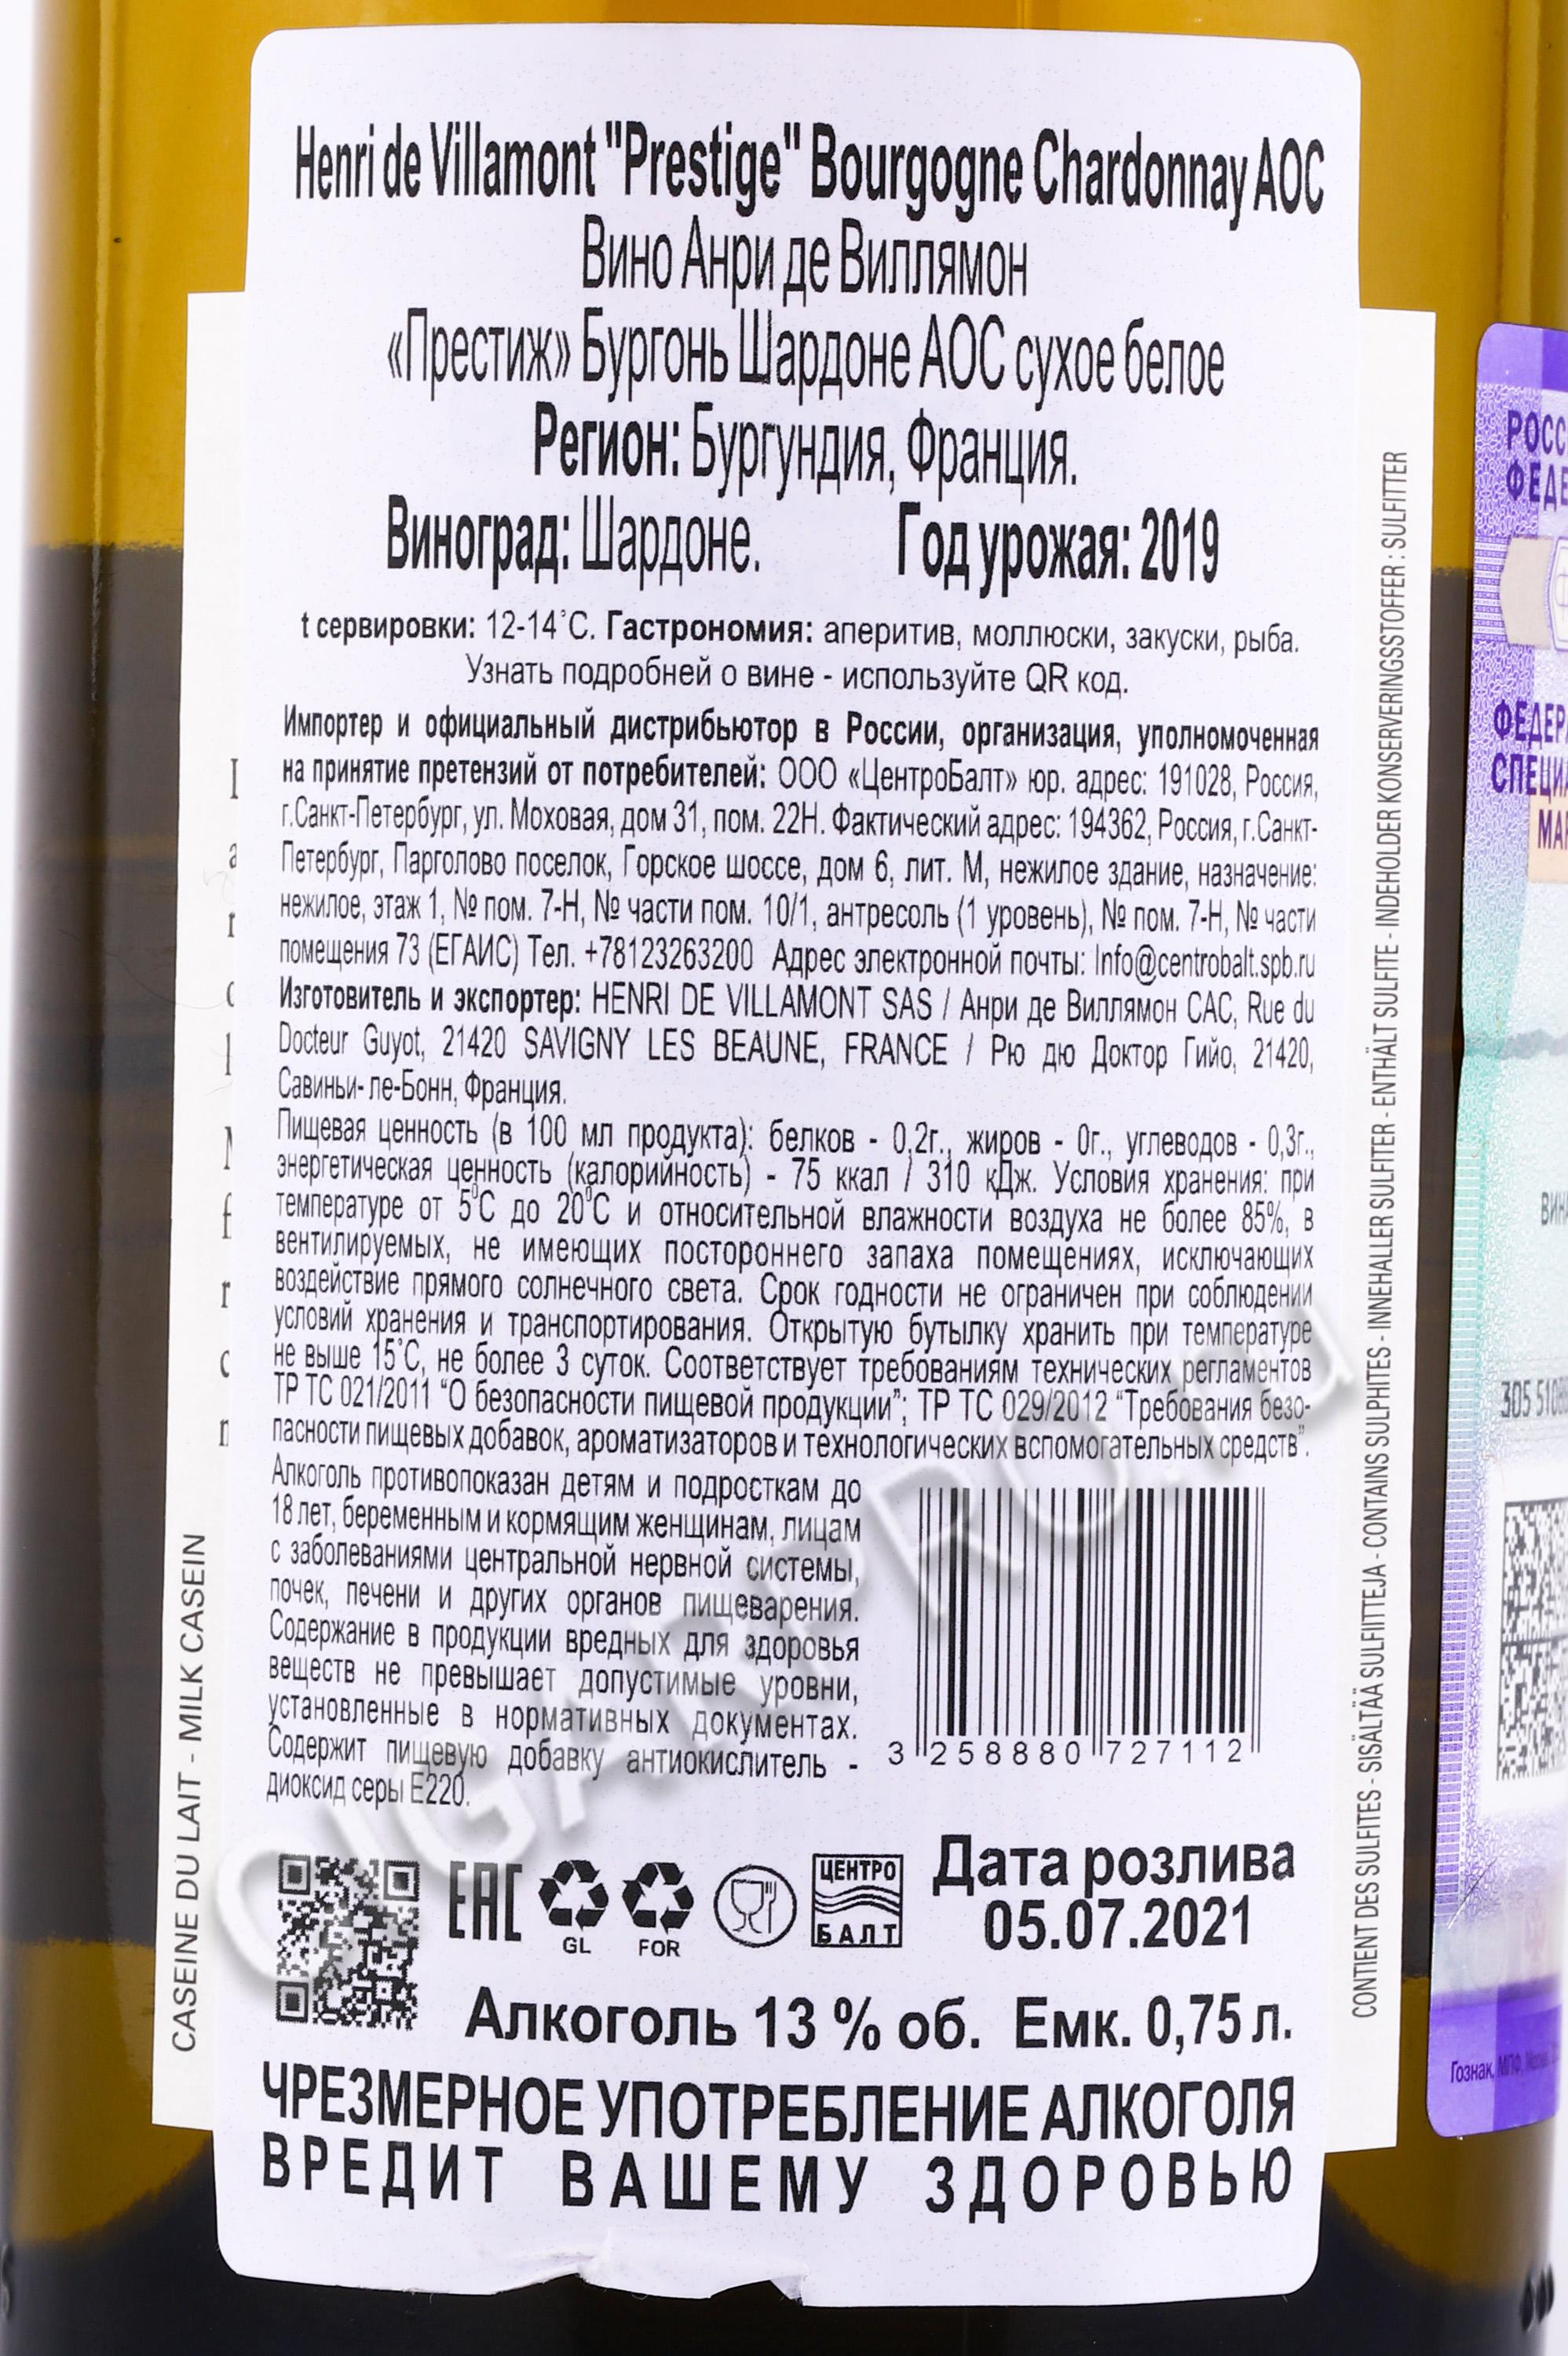 Henri de Villamont "Prestige" Bourgogne Chardonnay AOC
Вино Анри де Виллямон
«Престиж» Бургонь Шардоне АОС сухое белое
Регион: Бургундия, Франция.
Виноград: Шардоне. Год урожая: 2019
t сервировки: 12-14°С. Гастрономия: аперитив, моллюски, закуски, рыба.
Узнать подробней о вине - используйте QR код.
Импортер и официальный дистрибьютор в России, организация, уполномоченная
на принятие претензий от потребителей: ООО «ЦентроБалт» юр. адрес: 191028, Россия,
г.Санкт-Петербург, ул. Моховая, дом 31, пом. 22Н. Фактический адрес: 194362, Россия, г.Санкт-
Петербург, Парголово поселок, Горское шоссе, дом 6, лит. М, нежилое здание, назначение:
нежилое, этаж 1, № пом. 7-Н, № части пом. 10/1, антресоль (1 уровень), № пом. 7-Н, № части
помещения 73 (ЕГАИС) Тел. +78123263200 Адрес электронной почты: Info@centrobalt.spb.ru
Изготовитель и экспортер: HENRI DE VILLAMONT SAS / Анри де Виллямон САС, Rue du
Docteur Guyot, 21420 SAVIGNY LES BEAUNE, FRANCE / Рю дю Доктор Гийо, 21420,
Савиньи- ле-Бонн, Франция.
Пищевая ценность (в 100 мл продукта): белков - 0,2г., жиров - 0г., углеводов - 0,3г.,
энергетическая ценность (калорийность) - 75 ккал / 310 кДж. Условия хранения: при
температуре от 5°С до 20°С и относительной влажности воздуха не более 85%, в
вентилируемых, не имеющих постороннего запаха помещениях, исключающих
воздействие прямого солнечного света. Срок годности не ограничен при соблюдении
условий хранения и транспортирования. Открытую бутылку хранить при температуре
не выше 15°С, не более 3 суток. Соответствует требованиям технических регламентов
ТР ТС 021/2011 “О безопасности пищевой продукции”; ТР ТС 029/2012 “Требования безо-
пасности пищевых добавок, ароматизаторов и технологических вспомогательных средств”.
Алкоголь противопоказан детям и подросткам до
18 лет, беременным и кормящим женщинам, лицам
с заболеваниями центральной нервной системы,
почек, печени и других органов пищеварения.
Содержание в продукции вредных для здоровья
веществ не превышает допустимые уровни,
установленные в нормативных документах.
Содержит пищевую добавку антиокислитель -
диоксид серы Е220.
3 258880 727112
ЕАС
GL
FOR
ЦЕНТРО
БАЛТ
Дата розлива
05.07.2021
Алкоголь 13 % об. Емк. 0,75 л.
ЧРЕЗМЕРНОЕ УПОТРЕБЛЕНИЕ АЛКОГОЛЯ
ВРЕДИТ ВАШЕМУ ЗДОРОВЬЮ
CASEINE DU LAIT - MILK CASEIN
CONTIENT DES SULFITES - SISÄLTÄÄ SULFIITTEJA - CONTAINS SULPHITES - INNEHALLER SULFITER - ENTHÄLT SULFITE - INDEHOLDER KONSERVERINGSSTOFFER : SULFITTER
CIGARPRO.ru
305
Гознак,